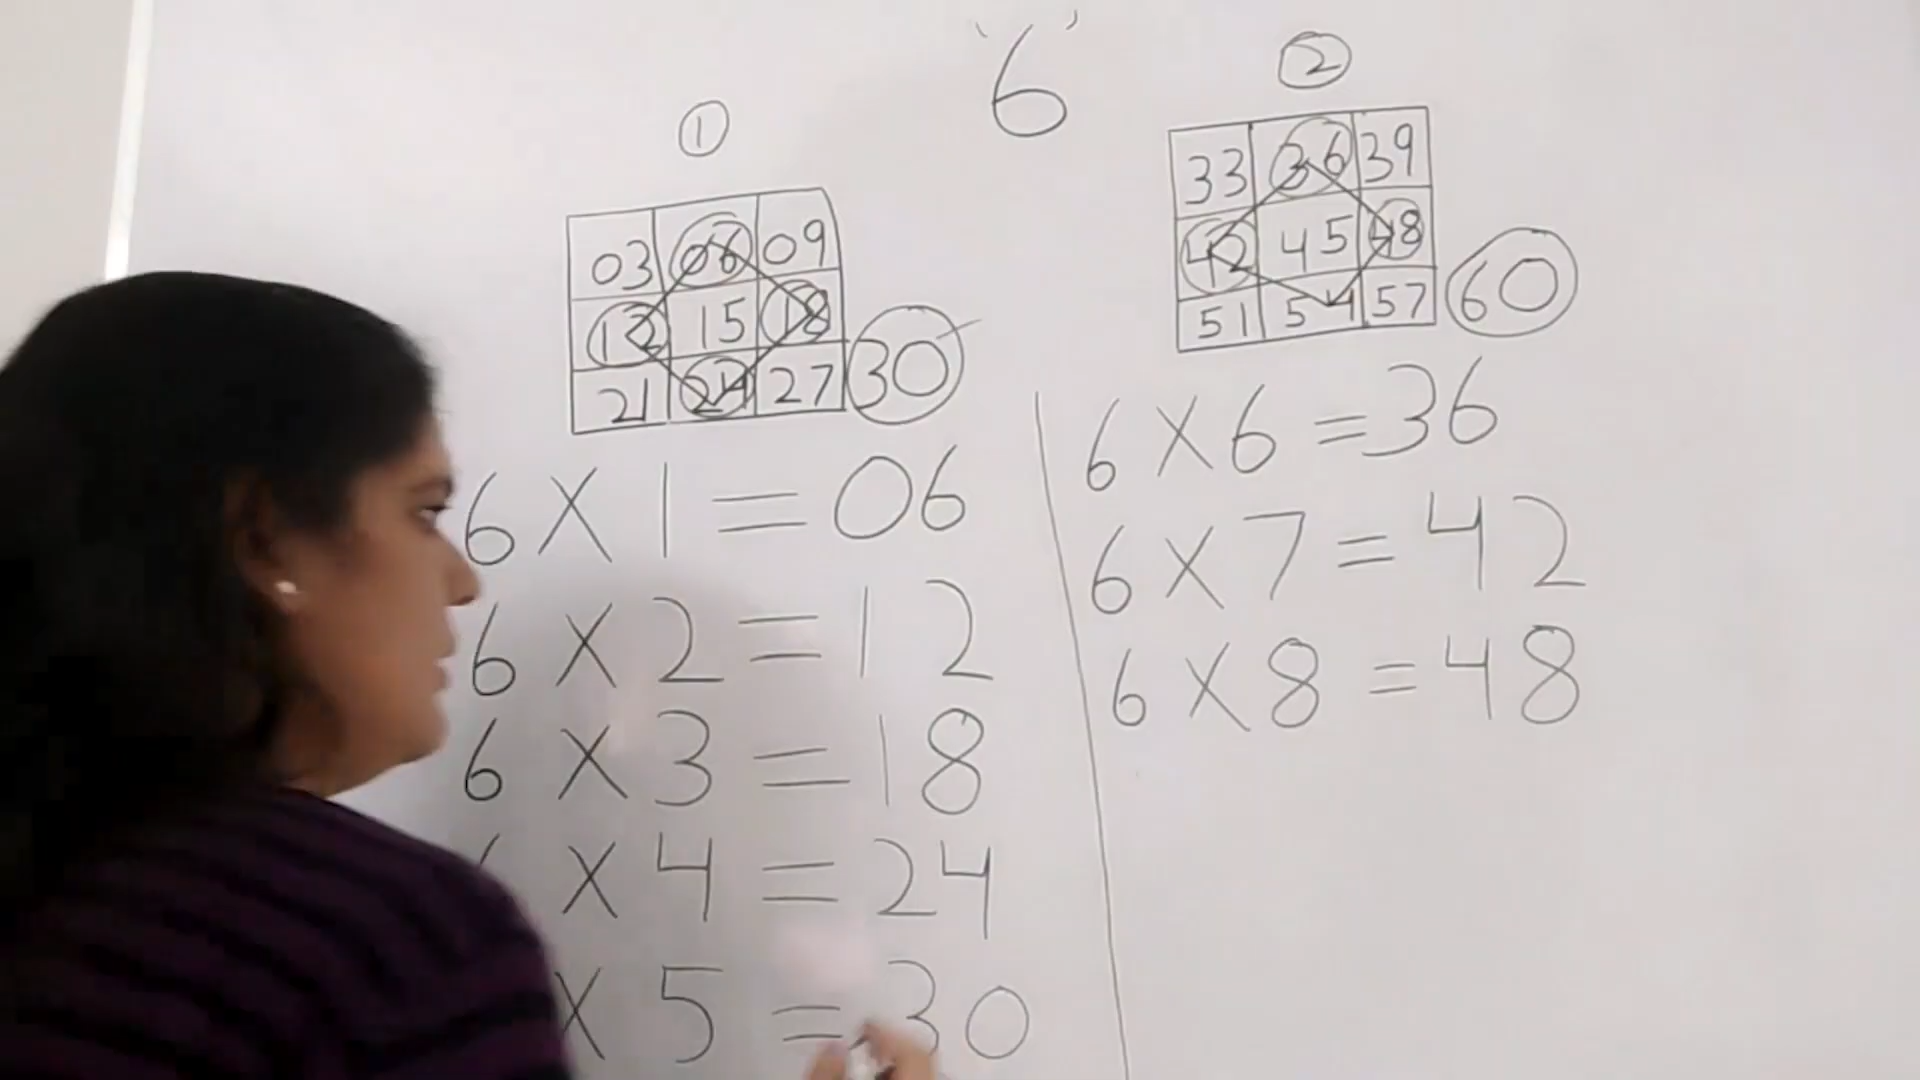 '6'
1
03 06 09
12 15 18
21 24 27
30
6 X 1 = 06
6 X 2 = 12
6 X 3 = 18
6 X 4 = 24
X 5 = 30
2
33 36 39
42 45 48
51 54 57
60
6 X 6 = 36
6 X 7 = 42
6 X 8 = 48